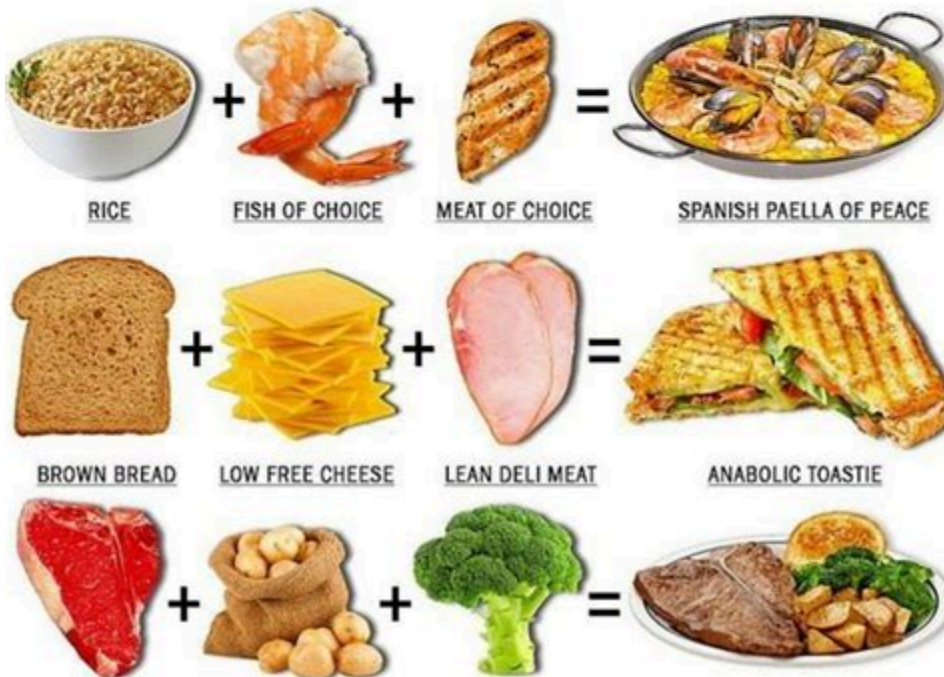 RICE
FISH OF CHOICE
MEAT OF CHOICE
SPANISH PAELLA OF PEACE
BROWN BREAD
LOW FREE CHEESE
LEAN DELI MEAT
ANABOLIC TOASTIE